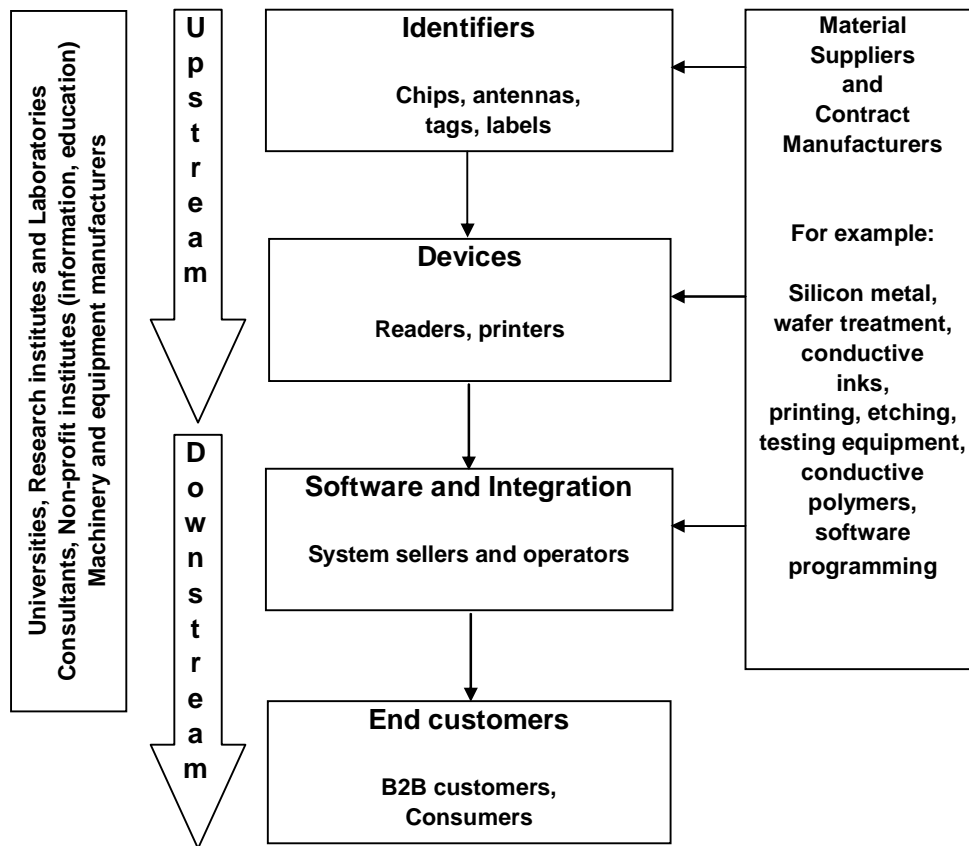 Universities, Research institutes and Laboratories
Consultants, Non-profit institutes (information, education)
Machinery and equipment manufacturers
Upstream
Downstream
Identifiers
Chips, antennas,
tags, labels
Devices
Readers, printers
Software and Integration
System sellers and operators
End customers
B2B customers,
Consumers
Material
Suppliers
and
Contract
Manufacturers
For example:
Silicon metal,
wafer treatment,
conductive
inks,
printing, etching,
testing equipment,
conductive
polymers,
software
programming